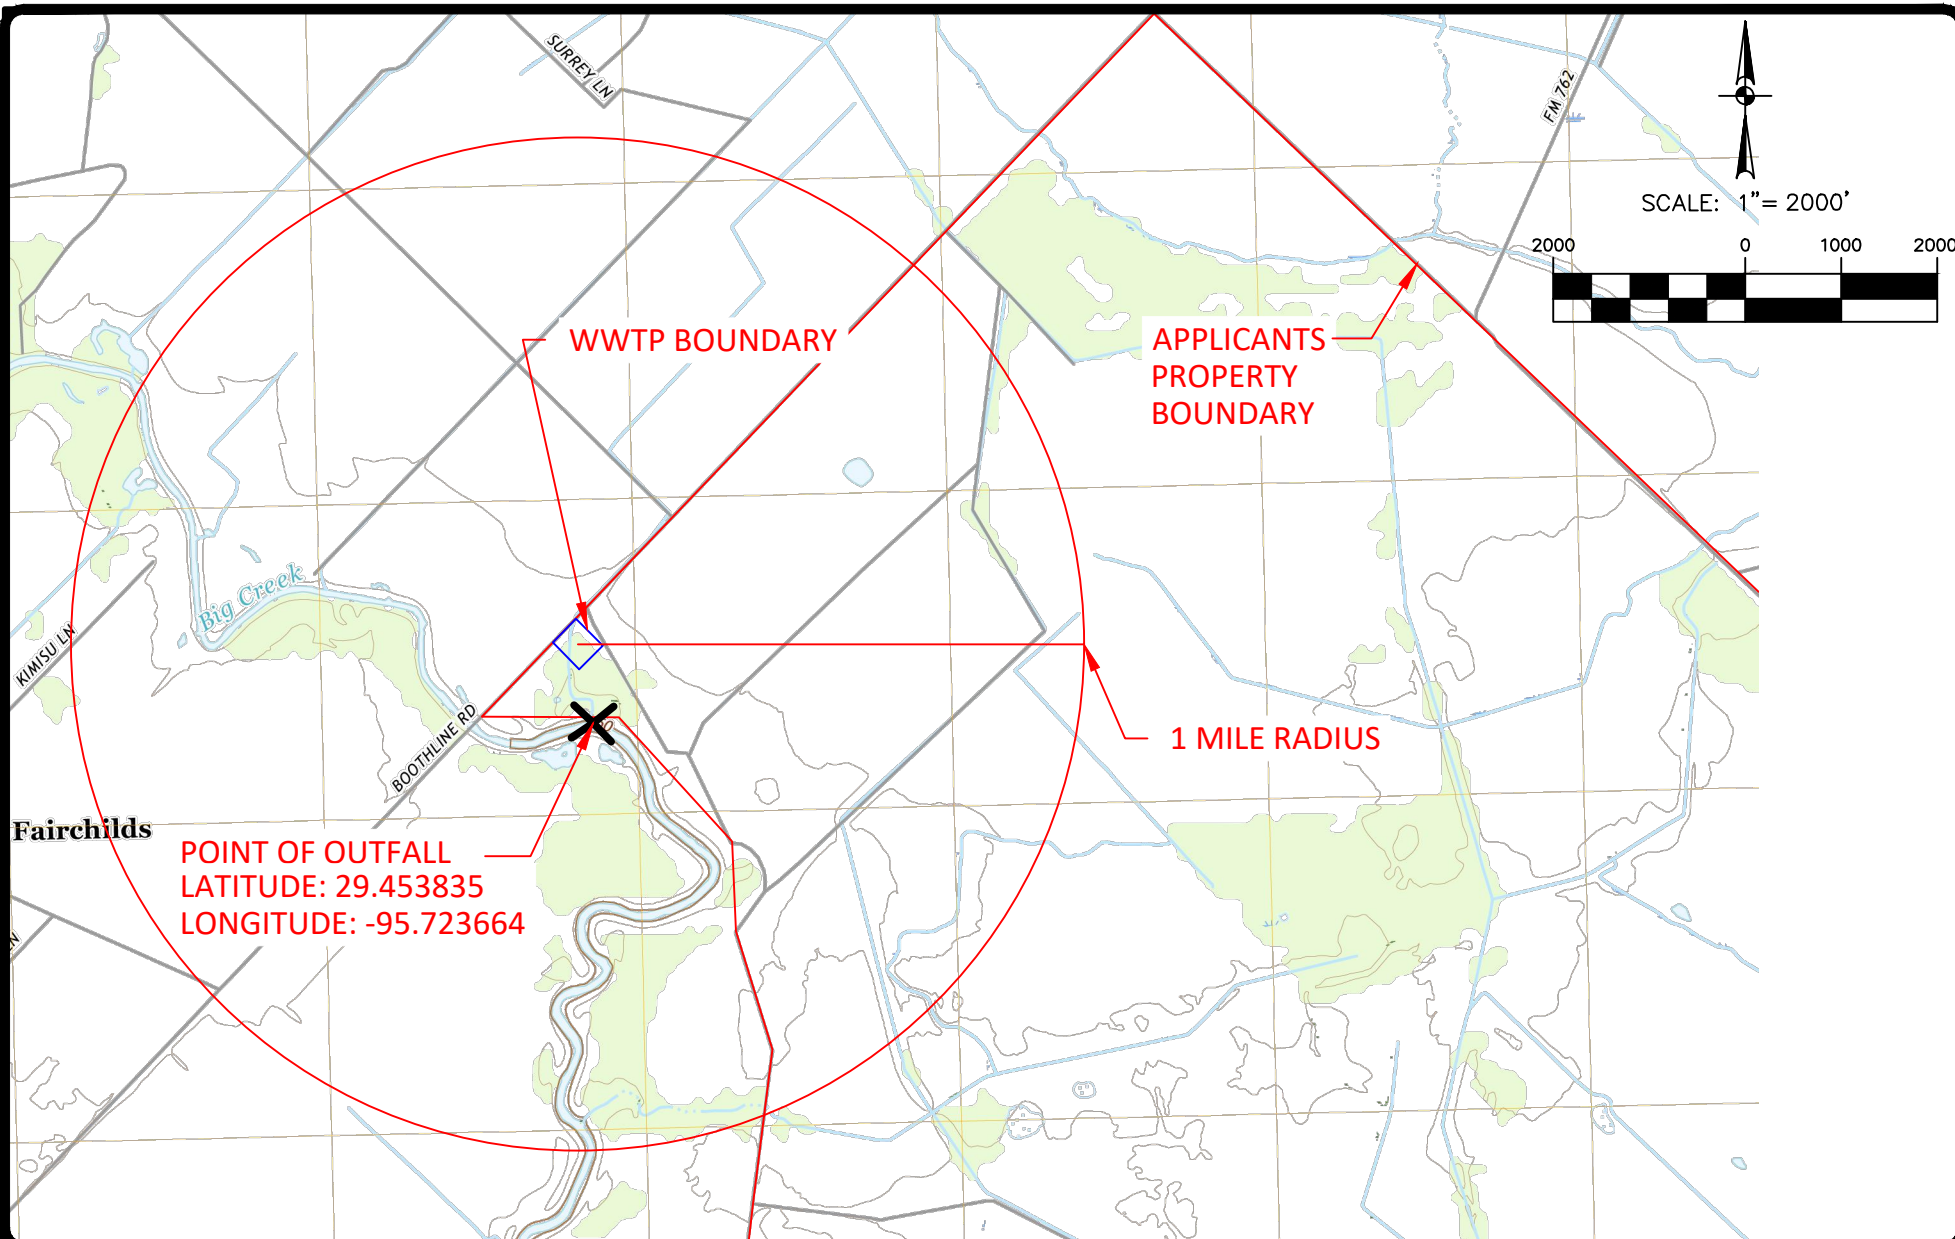 SURREY LN
FM 762
SCALE: 1"= 2000'
2000 0 1000 2000
WWTP BOUNDARY
APPLICANTS
PROPERTY
BOUNDARY
Big Creek
KIMISU LN
BOOTHLINE RD
1 MILE RADIUS
Fairchilds
POINT OF OUTFALL
LATITUDE: 29.453835
LONGITUDE: -95.723664
LN